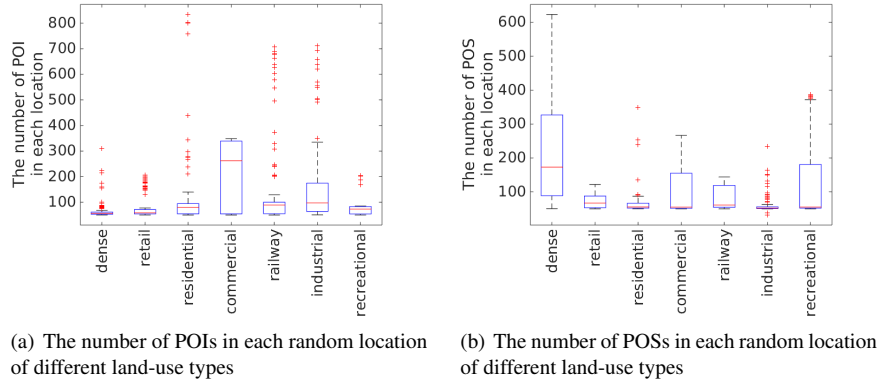 The number of POI
in each location
800
700
600
500
400
300
200
100
dense
retail
residential
commercial
railway
industrial
recreational
(a) The number of POIs in each random location
of different land-use types
The number of POS
in each location
600
500
400
300
200
100
dense
retail
residential
commercial
railway
industrial
recreational
(b) The number of POSs in each random location
of different land-use types